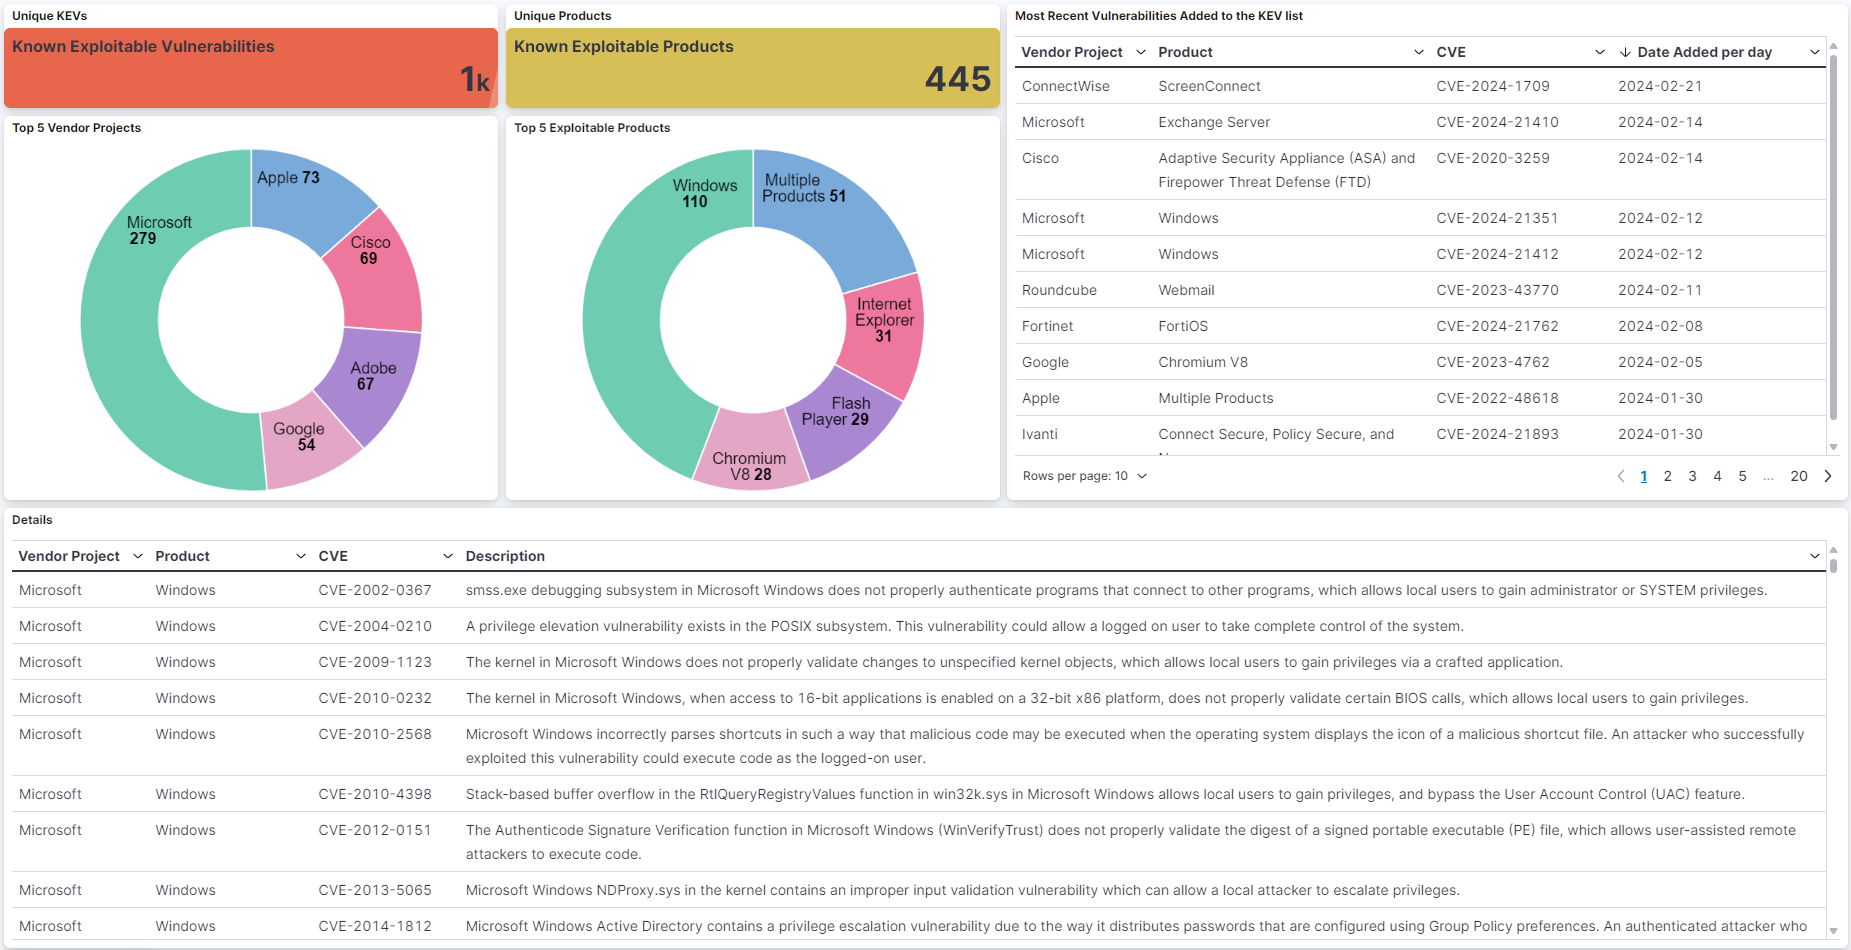 Unique KEVs
Known Exploitable Vulnerabilities
1k
Unique Products
Known Exploitable Products
445
Top 5 Vendor Projects
Apple 73
Cisco
69
Adobe
67
Google
54
Microsoft
279
Top 5 Exploitable Products
Multiple
Products 51
Internet
Explorer
31
Flash
Player 29
Chromium
V8 28
Windows
110
Most Recent Vulnerabilities Added to the KEV list
Vendor Project Product CVE Date Added per day
ConnectWise ScreenConnect CVE-2024-1709 2024-02-21
Microsoft Exchange Server CVE-2024-21410 2024-02-14
Cisco Adaptive Security Appliance (ASA) and CVE-2020-3259 2024-02-14
Firepower Threat Defense (FTD)
Microsoft Windows CVE-2024-21351 2024-02-12
Microsoft Windows CVE-2024-21412 2024-02-12
Roundcube Webmail CVE-2023-43770 2024-02-11
Fortinet FortiOS CVE-2024-21762 2024-02-08
Google Chromium V8 CVE-2023-4762 2024-02-05
Apple Multiple Products CVE-2022-48618 2024-01-30
Ivanti Connect Secure, Policy Secure, and CVE-2024-21893 2024-01-30
Rows per page: 10 1 2 3 4 5 ... 20
Details
Vendor Project Product CVE Description
Microsoft Windows CVE-2002-0367 smss.exe debugging subsystem in Microsoft Windows does not properly authenticate programs that connect to other programs, which allows local users to gain administrator or SYSTEM privileges.
Microsoft Windows CVE-2004-0210 A privilege elevation vulnerability exists in the POSIX subsystem. This vulnerability could allow a logged on user to take complete control of the system.
Microsoft Windows CVE-2009-1123 The kernel in Microsoft Windows does not properly validate changes to unspecified kernel objects, which allows local users to gain privileges via a crafted application.
Microsoft Windows CVE-2010-0232 The kernel in Microsoft Windows, when access to 16-bit applications is enabled on a 32-bit x86 platform, does not properly validate certain BIOS calls, which allows local users to gain privileges.
Microsoft Windows CVE-2010-2568 Microsoft Windows incorrectly parses shortcuts in such a way that malicious code may be executed when the operating system displays the icon of a malicious shortcut file. An attacker who successfully
exploited this vulnerability could execute code as the logged-on user.
Microsoft Windows CVE-2010-4398 Stack-based buffer overflow in the RtlQueryRegistryValues function in win32k.sys in Microsoft Windows allows local users to gain privileges, and bypass the User Account Control (UAC) feature.
Microsoft Windows CVE-2012-0151 The Authenticode Signature Verification function in Microsoft Windows (WinVerifyTrust) does not properly validate the digest of a signed portable executable (PE) file, which allows user-assisted remote
attackers to execute code.
Microsoft Windows CVE-2013-5065 Microsoft Windows NDProxy.sys in the kernel contains an improper input validation vulnerability which can allow a local attacker to escalate privileges.
Microsoft Windows CVE-2014-1812 Microsoft Windows Active Directory contains a privilege escalation vulnerability due to the way it distributes passwords that are configured using Group Policy preferences. An authenticated attacker who